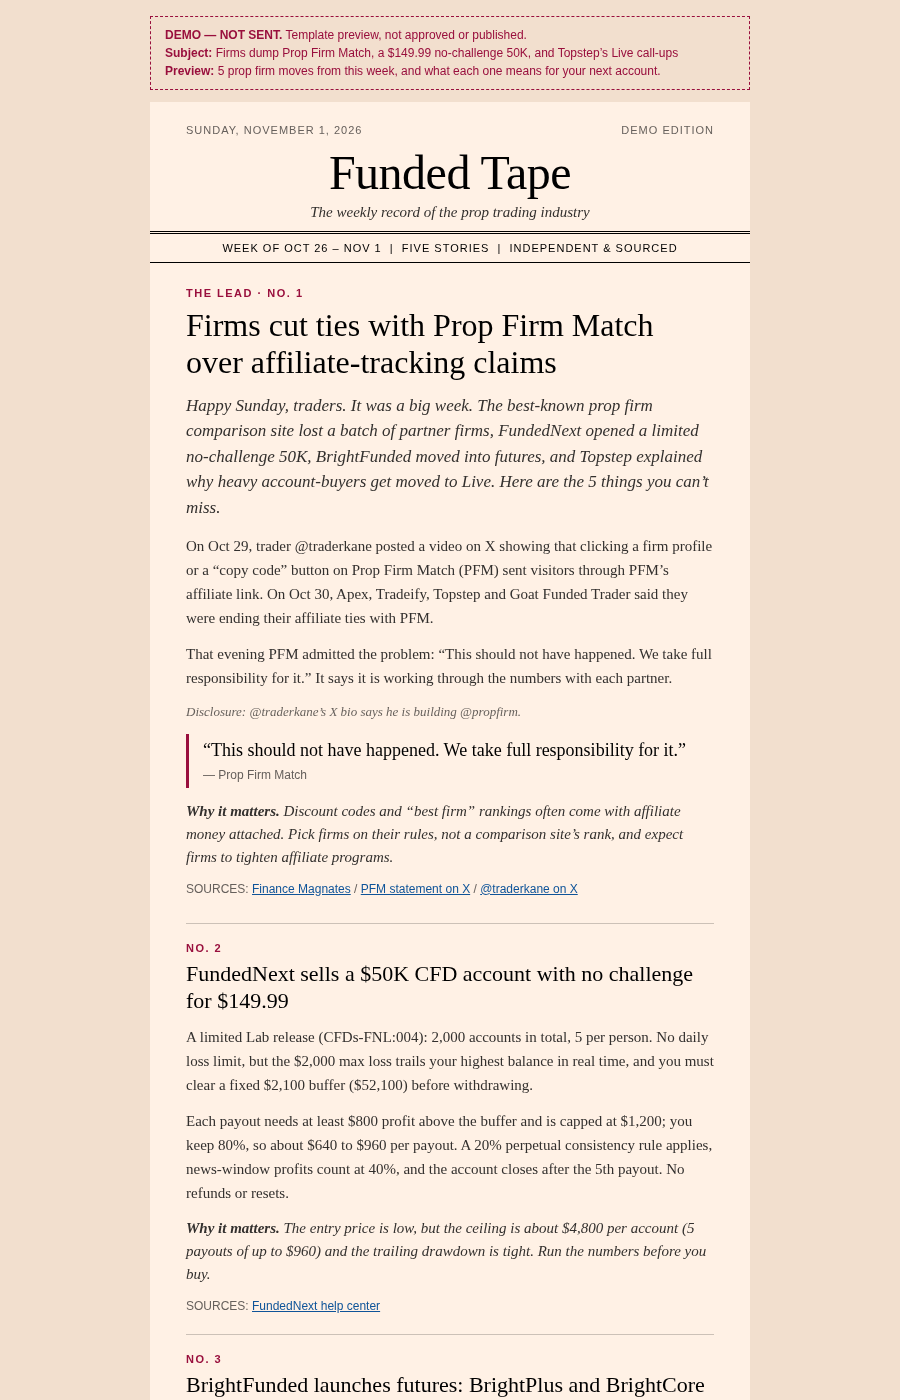 DEMO — NOT SENT. Template preview, not approved or published.
Subject: Firms dump Prop Firm Match, a $149.99 no-challenge 50K, and Topstep’s Live call-ups
Preview: 5 prop firm moves from this week, and what each one means for your next account.
SUNDAY, NOVEMBER 1, 2026
DEMO EDITION
Funded Tape
The weekly record of the prop trading industry
WEEK OF OCT 26 – NOV 1 | FIVE STORIES | INDEPENDENT & SOURCED
THE LEAD · NO. 1
Firms cut ties with Prop Firm Match
over affiliate-tracking claims
Happy Sunday, traders. It was a big week. The best-known prop firm
comparison site lost a batch of partner firms, FundedNext opened a limited
no-challenge 50K, BrightFunded moved into futures, and Topstep explained
why heavy account-buyers get moved to Live. Here are the 5 things you can’t
miss.
On Oct 29, trader @traderkane posted a video on X showing that clicking a firm profile
or a “copy code” button on Prop Firm Match (PFM) sent visitors through PFM’s
affiliate link. On Oct 30, Apex, Tradeify, Topstep and Goat Funded Trader said they
were ending their affiliate ties with PFM.
That evening PFM admitted the problem: “This should not have happened. We take full
responsibility for it.” It says it is working through the numbers with each partner.
Disclosure: @traderkane’s X bio says he is building @propfirm.
“This should not have happened. We take full responsibility for it.”
— Prop Firm Match
Why it matters. Discount codes and “best firm” rankings often come with affiliate
money attached. Pick firms on their rules, not a comparison site’s rank, and expect
firms to tighten affiliate programs.
SOURCES: Finance Magnates / PFM statement on X / @traderkane on X
NO. 2
FundedNext sells a $50K CFD account with no challenge
for $149.99
A limited Lab release (CFDs-FNL:004): 2,000 accounts in total, 5 per person. No daily
loss limit, but the $2,000 max loss trails your highest balance in real time, and you must
clear a fixed $2,100 buffer ($52,100) before withdrawing.
Each payout needs at least $800 profit above the buffer and is capped at $1,200; you
keep 80%, so about $640 to $960 per payout. A 20% perpetual consistency rule applies,
news-window profits count at 40%, and the account closes after the 5th payout. No
refunds or resets.
Why it matters. The entry price is low, but the ceiling is about $4,800 per account (5
payouts of up to $960) and the trailing drawdown is tight. Run the numbers before you
buy.
SOURCES: FundedNext help center
NO. 3
BrightFunded launches futures: BrightPlus and BrightCore